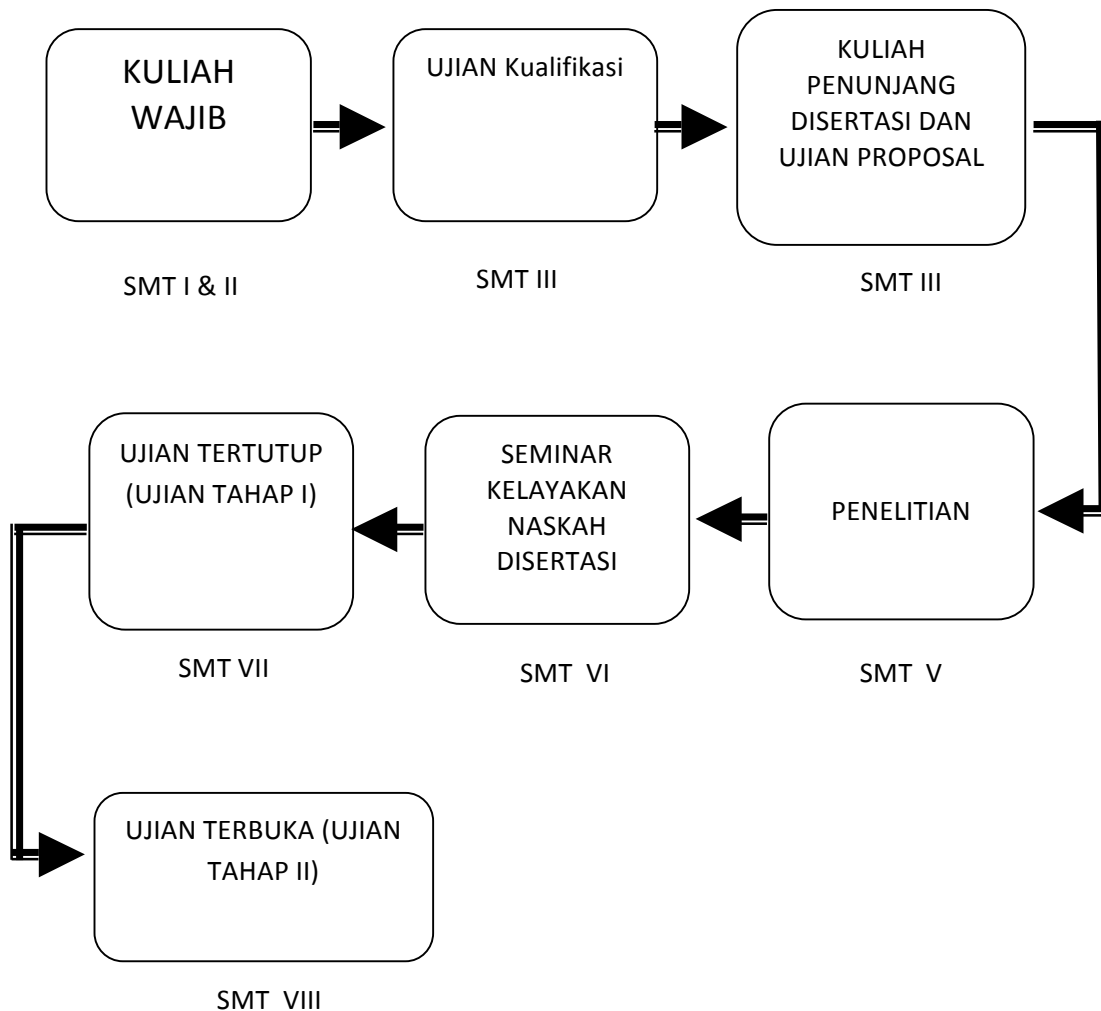 KULIAH
WAJIB
SMT I & II
UJIAN Kualifikasi
SMT III
KULIAH
PENUNJANG
DISERTASI DAN
UJIAN PROPOSAL
SMT III
PENELITIAN
SMT V
SEMINAR
KELAYAKAN
NASKAH
DISERTASI
SMT VI
UJIAN TERTUTUP
(UJIAN TAHAP I)
SMT VII
UJIAN TERBUKA (UJIAN
TAHAP II)
SMT VIII